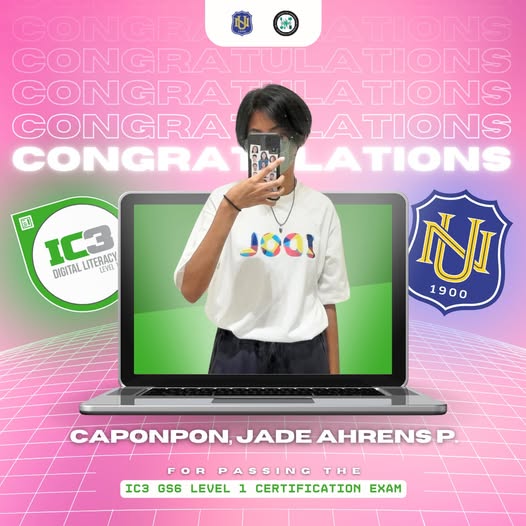 CONGRATULATIONS
CONGRATULATIONS
CONGRATULATIONS
CONGRATULATIONS
CONGRATULATIONS
IC3
DIGITAL LITERACY
LEVEL 1
NU
1900
CAPONPON, JADE AHRENS P.
FOR PASSING THE
IC3 GS6 LEVEL 1 CERTIFICATION EXAM